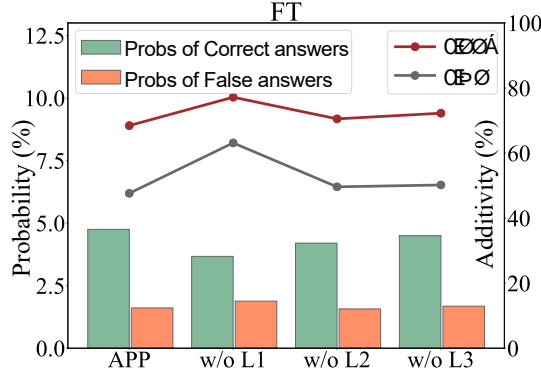 FT
12.5
10.0
7.5
5.0
2.5
0.0
Probability (%)
Probs of Correct answers
Probs of False answers
100
80
60
40
20
0
Additivity (%)
APP
w/o L1
w/o L2
w/o L3